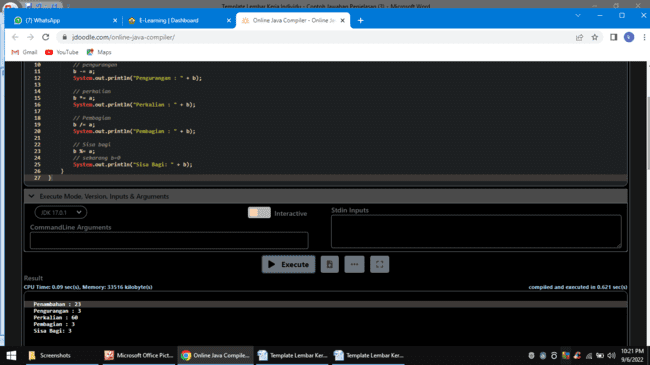 Template Lembar Kerja Individu - Contoh Jawaban Penjelasan (2) - Microsoft Word
(7) WhatsApp
E-Learning | Dashboard
Online Java Compiler - Online Ja
jdoodle.com/online-java-compiler/
Gmail
YouTube
Maps
10 // pengurangan
11 b -= a;
12 System.out.println("Pengurangan : " + b);
13
14 // perkalian
15 b *= a;
16 System.out.println("Perkalian : " + b);
17
18 // Pembagian
19 b /= a;
20 System.out.println("Pembagian : " + b);
21
22 // Sisa bagi
23 b %= a;
24 // sekarang b=0
25 System.out.println("Sisa Bagi: " + b);
26 }
27 }
Execute Mode, Version, Inputs & Arguments
JDK 17.0.1
Interactive
Stdin Inputs
CommandLine Arguments
Execute
Result
CPU Time: 0.09 sec(s), Memory: 33516 kilobyte(s)
compiled and executed in 0.621 sec(s)
Penambahan : 23
Pengurangan : 3
Perkalian : 60
Pembagian : 3
Sisa Bagi: 3
Screenshots
Microsoft Office Pict...
Online Java Compile...
Template Lembar Ker...
Template Lembar Ker...
10:21 PM
9/6/2022